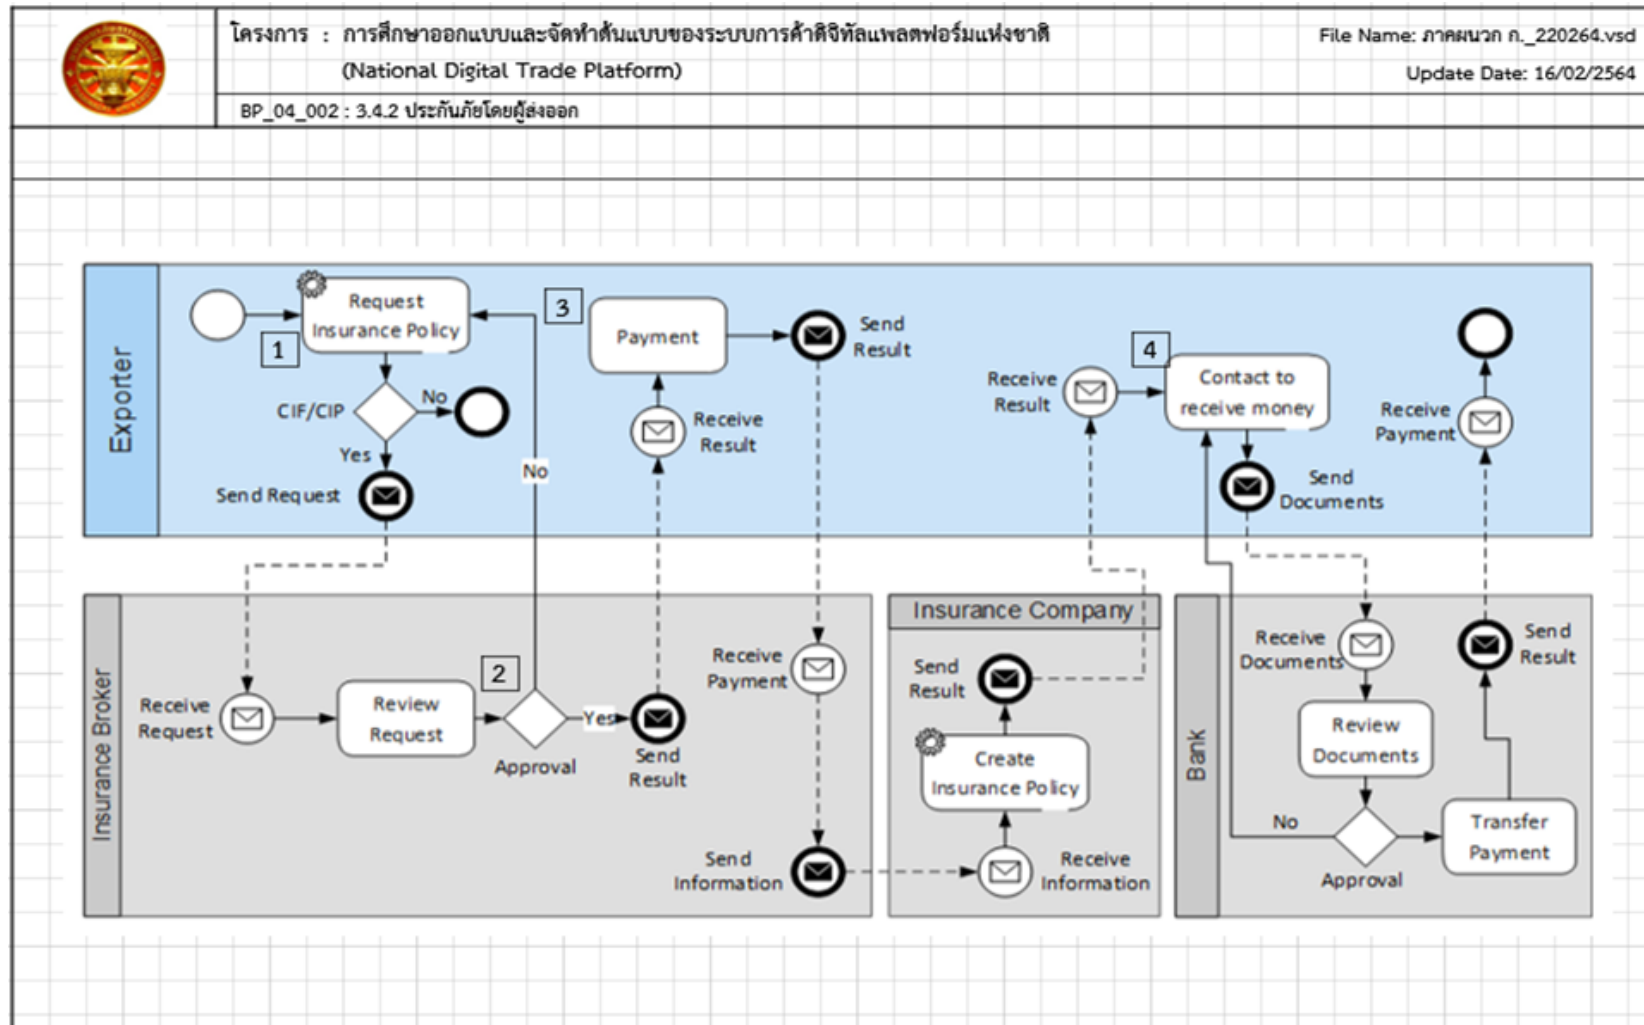 โครงการ : การศึกษาออกแบบและจัดทำต้นแบบของระบบการค้าดิจิทัลแพลตฟอร์มแห่งชาติ
(National Digital Trade Platform)
File Name: ภาคผนวก ก._220264.vsd
Update Date: 16/02/2564
BP_04_002 : 3.4.2 ประกันภัยโดยผู้ส่งออก
Exporter
Request
Insurance Policy
1
CIF/CIP
No
Yes
Send Request
No
3
Payment
Send
Result
Receive
Result
Receive
Result
4
Contact to
receive money
Send
Documents
Receive
Payment
Insurance Broker
Receive
Request
Review
Request
2
Approval
Yes
Send
Result
Receive
Payment
Send
Information
Insurance Company
Send
Result
Create
Insurance Policy
Receive
Information
Bank
Receive
Documents
Review
Documents
No
Approval
Transfer
Payment
Send
Result